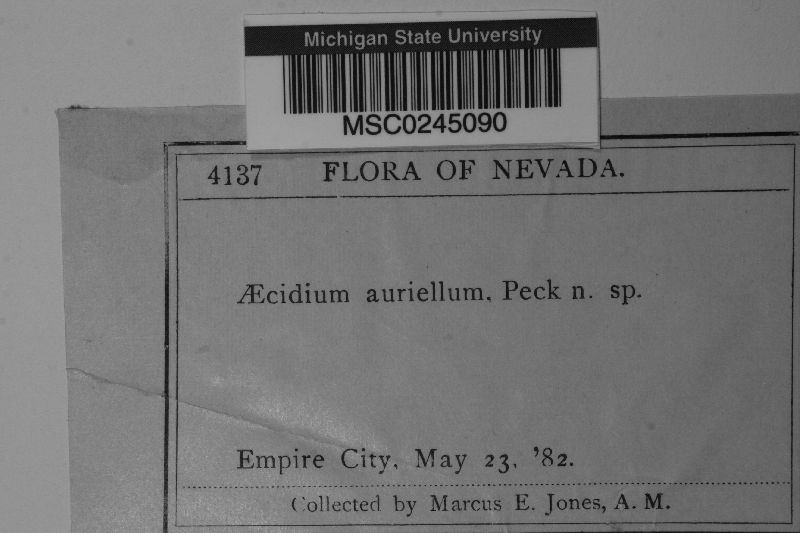 Michigan State University
MSC0245090
4137 FLORA OF NEVADA.
Æcidium auriellum, Peck n. sp.
Empire City, May 23, '82.
Collected by Marcus E. Jones, A. M.